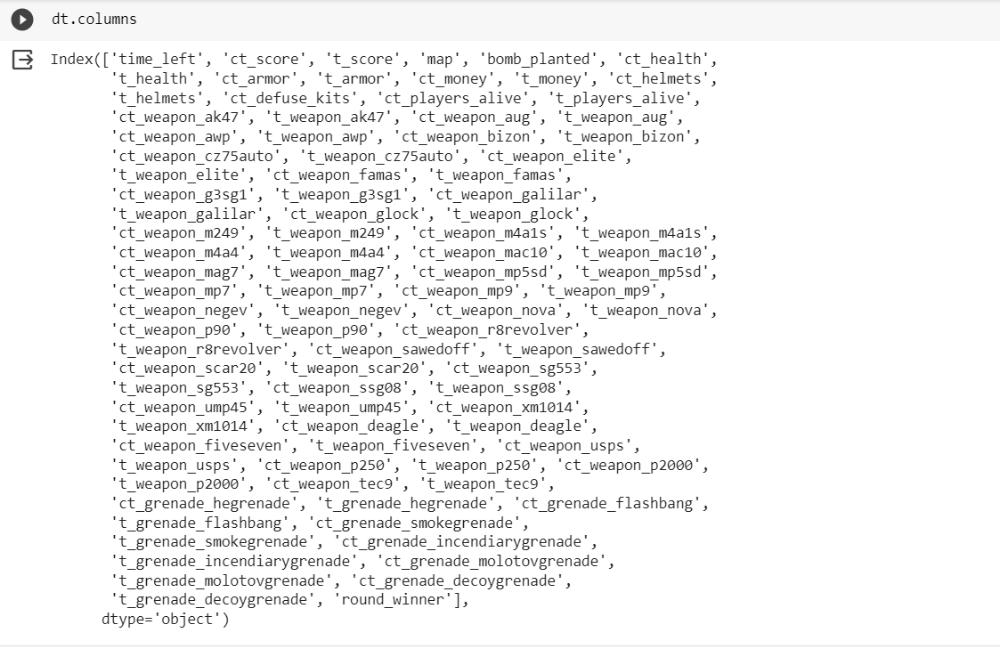 dt.columns
Index(['time_left', 'ct_score', 't_score', 'map', 'bomb_planted', 'ct_health',
't_health', 'ct_armor', 't_armor', 'ct_money', 't_money', 'ct_helmets',
't_helmets', 'ct_defuse_kits', 'ct_players_alive', 't_players_alive',
'ct_weapon_ak47', 't_weapon_ak47', 'ct_weapon_aug', 't_weapon_aug',
'ct_weapon_awp', 't_weapon_awp', 'ct_weapon_bizon', 't_weapon_bizon',
'ct_weapon_cz75auto', 't_weapon_cz75auto', 'ct_weapon_elite',
't_weapon_elite', 'ct_weapon_famas', 't_weapon_famas',
'ct_weapon_g3sg1', 't_weapon_g3sg1', 'ct_weapon_galilar',
't_weapon_galilar', 'ct_weapon_glock', 't_weapon_glock',
'ct_weapon_m249', 't_weapon_m249', 'ct_weapon_m4a1s', 't_weapon_m4a1s',
'ct_weapon_m4a4', 't_weapon_m4a4', 'ct_weapon_mac10', 't_weapon_mac10',
'ct_weapon_mag7', 't_weapon_mag7', 'ct_weapon_mp5sd', 't_weapon_mp5sd',
'ct_weapon_mp7', 't_weapon_mp7', 'ct_weapon_mp9', 't_weapon_mp9',
'ct_weapon_negev', 't_weapon_negev', 'ct_weapon_nova', 't_weapon_nova',
'ct_weapon_p90', 't_weapon_p90', 'ct_weapon_r8revolver',
't_weapon_r8revolver', 'ct_weapon_sawedoff', 't_weapon_sawedoff',
'ct_weapon_scar20', 't_weapon_scar20', 'ct_weapon_sg553',
't_weapon_sg553', 'ct_weapon_ssg08', 't_weapon_ssg08',
'ct_weapon_ump45', 't_weapon_ump45', 'ct_weapon_xm1014',
't_weapon_xm1014', 'ct_weapon_deagle', 't_weapon_deagle',
'ct_weapon_fiveseven', 't_weapon_fiveseven', 'ct_weapon_usps',
't_weapon_usps', 'ct_weapon_p250', 't_weapon_p250', 'ct_weapon_p2000',
't_weapon_p2000', 'ct_weapon_tec9', 't_weapon_tec9',
'ct_grenade_hegrenade', 't_grenade_hegrenade', 'ct_grenade_flashbang',
't_grenade_flashbang', 'ct_grenade_smokegrenade',
't_grenade_smokegrenade', 'ct_grenade_incendiarygrenade',
't_grenade_incendiarygrenade', 'ct_grenade_molotovgrenade',
't_grenade_molotovgrenade', 'ct_grenade_decoygrenade',
't_grenade_decoygrenade', 'round_winner'],
dtype='object')